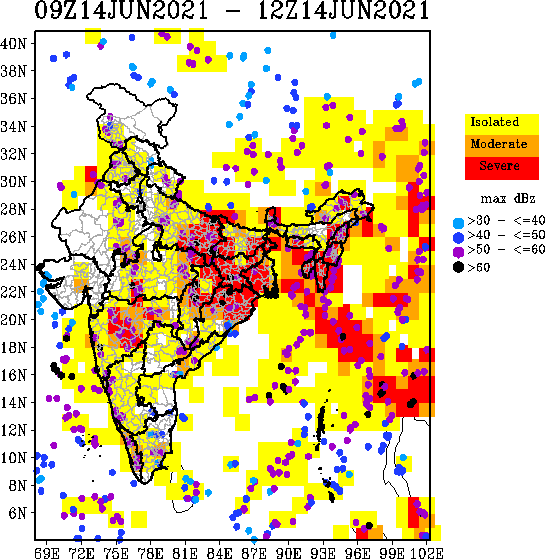 09Z14JUN2021 – 12Z14JUN2021
40N
38N
36N
34N
32N
30N
28N
26N
24N
22N
20N
18N
16N
14N
12N
10N
8N
6N
69E 72E 75E 78E 81E 84E 87E 90E 93E 96E 99E 102E
Isolated
Moderate
Severe
max dBz
>30 - <=40
>40 - <=50
>50 - <=60
>60